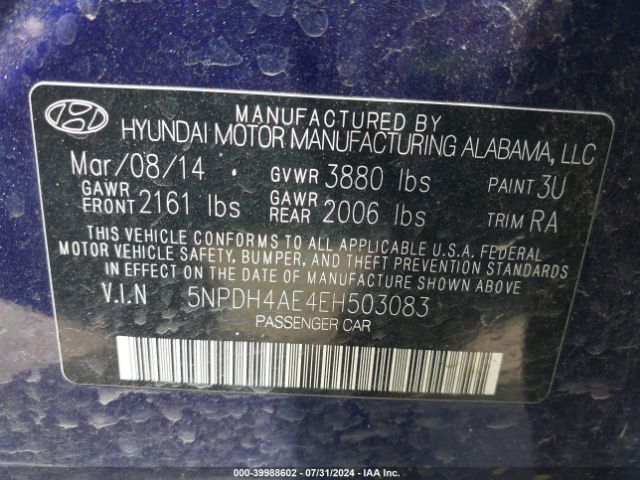 MANUFACTURED BY
HYUNDAI MOTOR MANUFACTURING ALABAMA, LLC
Mar/08/14 • GVWR 3880 lbs PAINT 3U
GAWR FRONT 2161 lbs GAWR REAR 2006 lbs TRIM RA
THIS VEHICLE CONFORMS TO ALL APPLICABLE U.S.A. FEDERAL
MOTOR VEHICLE SAFETY, BUMPER, AND THEFT PREVENTION STANDARDS
IN EFFECT ON THE DATE OF MANUFACTURE SHOWN ABOVE.
V.I.N / 5NPDH4AE4EH503083
PASSENGER CAR
000-39988602 - 07/31/2024 - IAA Inc.